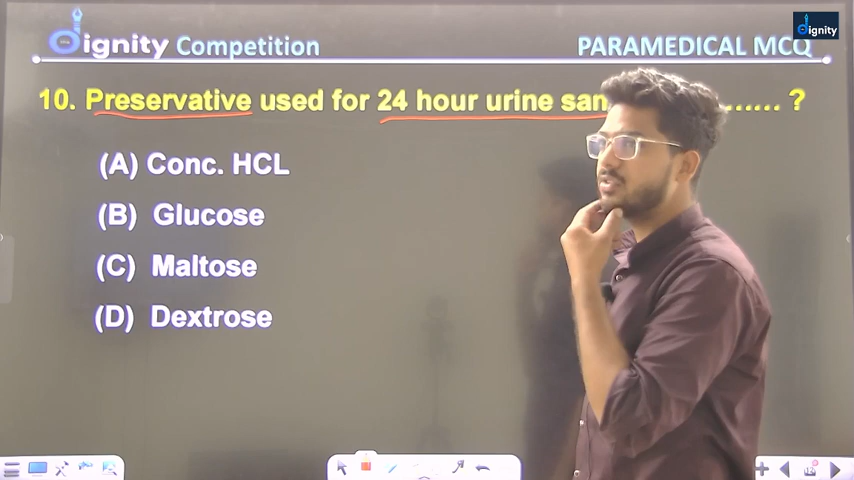 dignity Competition
PARAMEDICAL MCQ
dignity
10. Preservative used for 24 hour urine san ...... ?
(A) Conc. HCL
(B) Glucose
(C) Maltose
(D) Dextrose